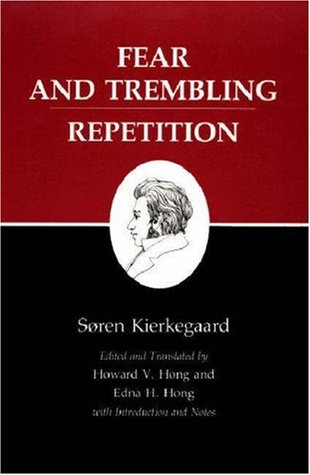 FEAR
AND TREMBLING
REPETITION
Søren Kierkegaard
Edited and Translated by
Howard V. Hong and
Edna H. Hong
with Introduction and Notes